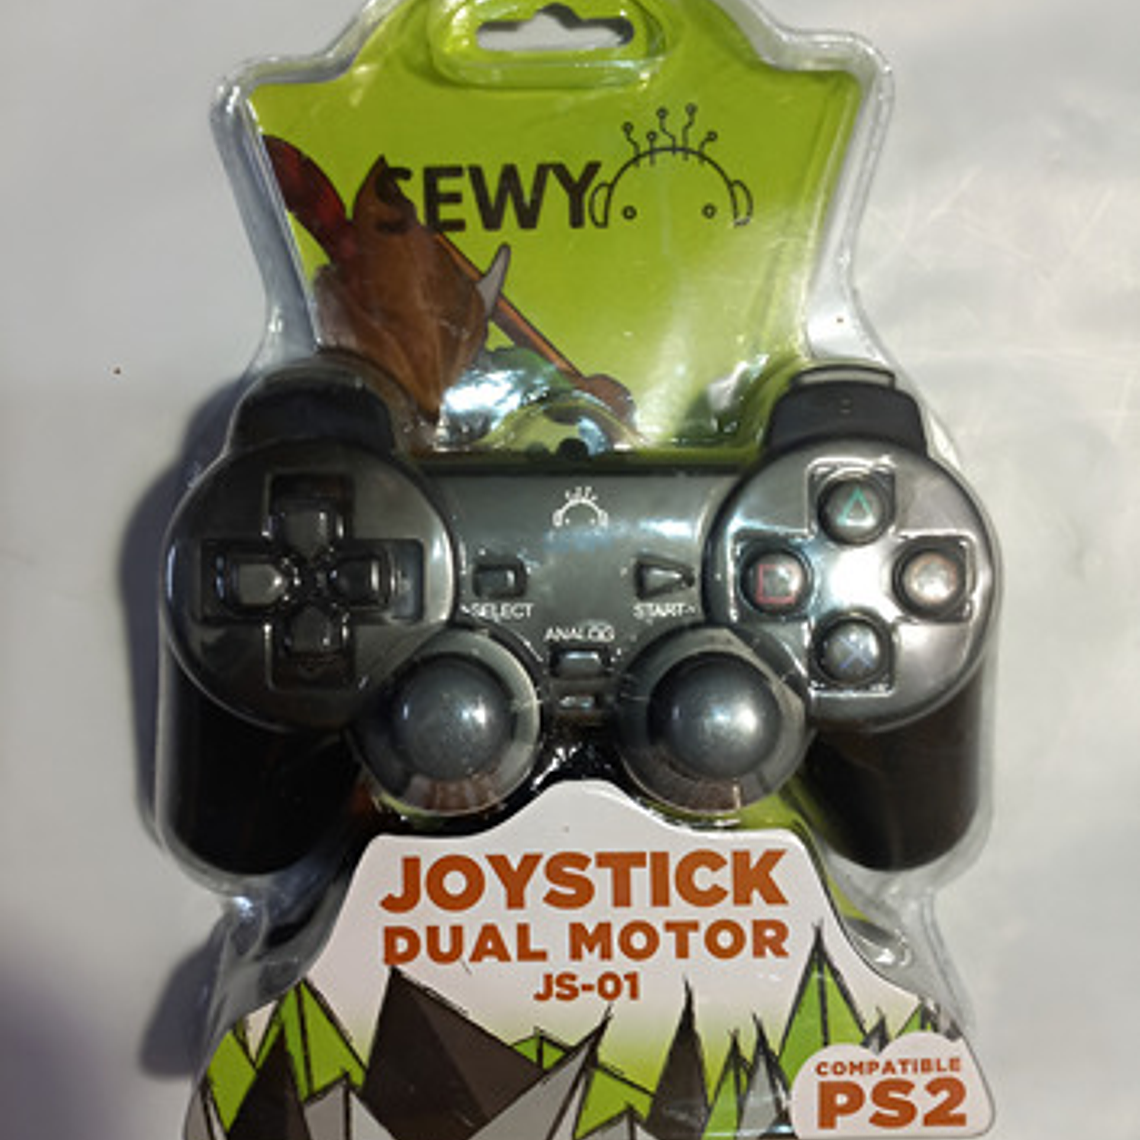 SEWY
SELECT
START
ANALOG
JOYSTICK
DUAL MOTOR
JS-01
COMPATIBLE
PS2